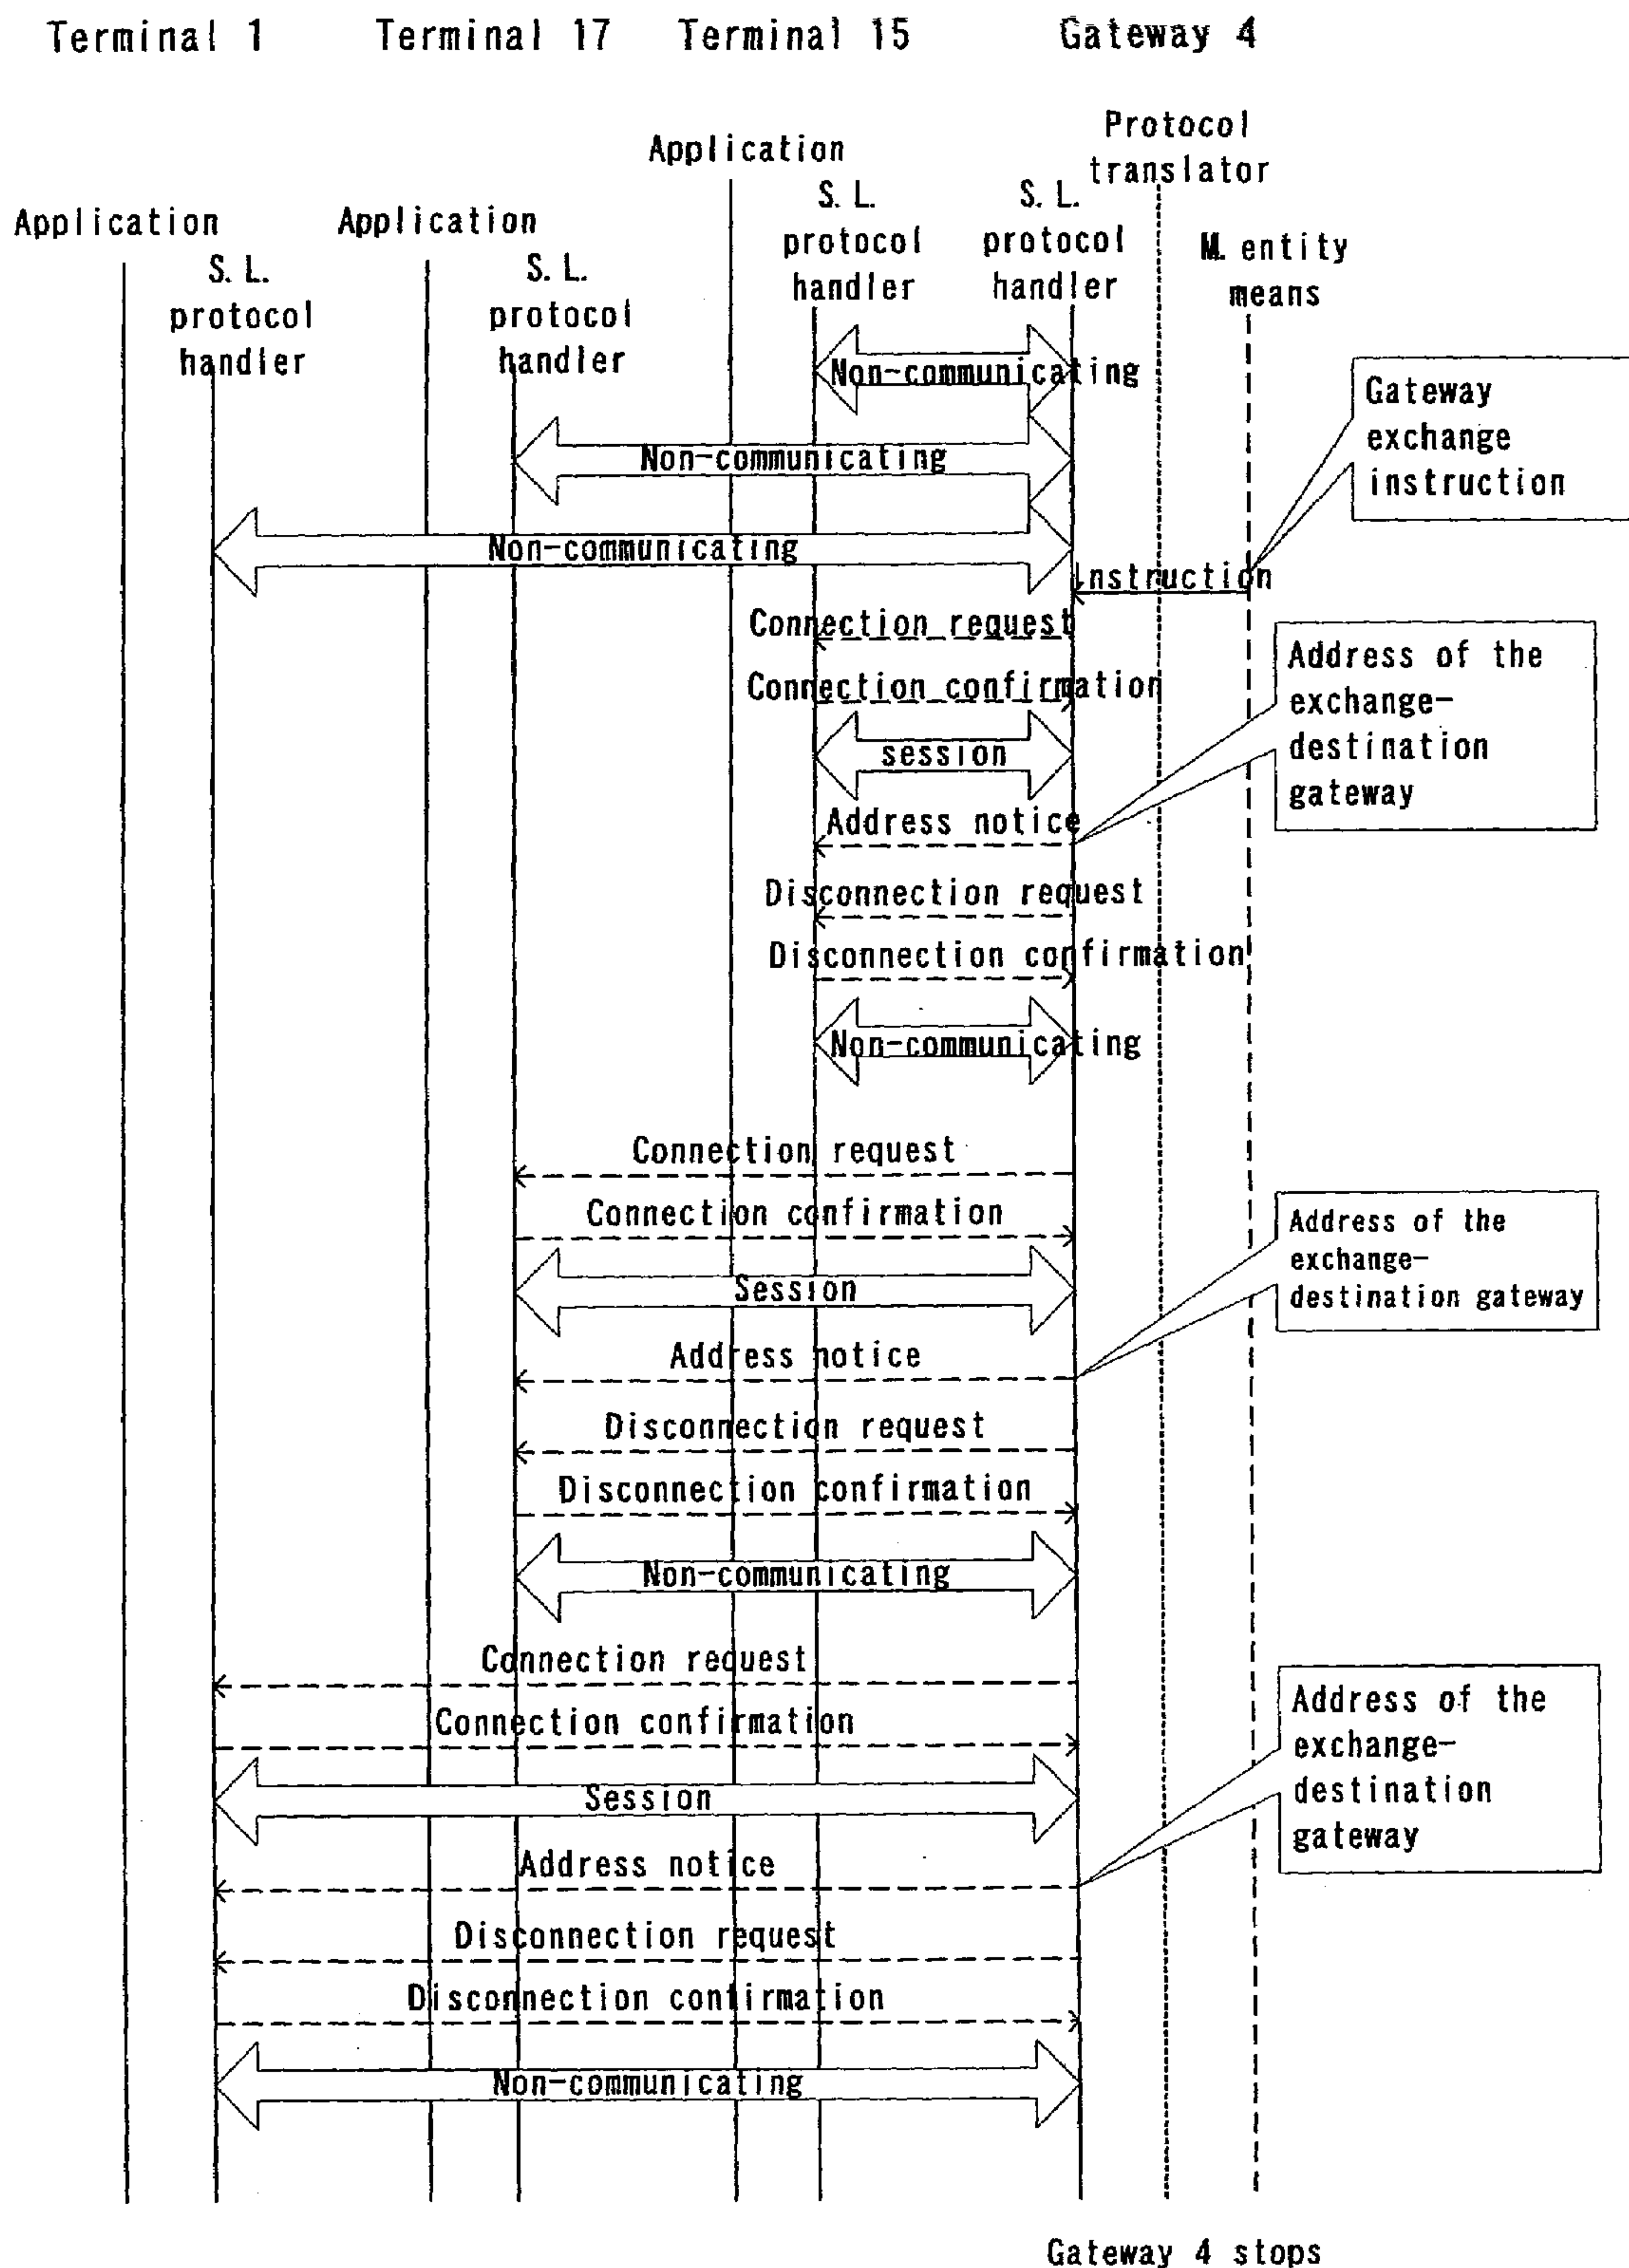 Terminal 1 Terminal 17 Terminal 15 Gateway 4
Application
S. L.
protocol
handler
Application
S. L.
protocol
handler
Application
S. L.
protocol
handler
S. L.
protocol
handler
Protocol
translator
M. entity
means
Non-communicating
Non-communicating
Non-communicating
Gateway
exchange
instruction
Instruction
Connection request
Connection confirmation
session
Address of the
exchange-
destination
gateway
Address notice
Disconnection request
Disconnection confirmation
Non-communicating
Connection request
Connection confirmation
Session
Address of the
exchange-
destination gateway
Address notice
Disconnection request
Disconnection confirmation
Non-communicating
Connection request
Connection confirmation
Session
Address of the
exchange-
destination
gateway
Address notice
Disconnection request
Disconnection confirmation
Non-communicating
Gateway 4 stops